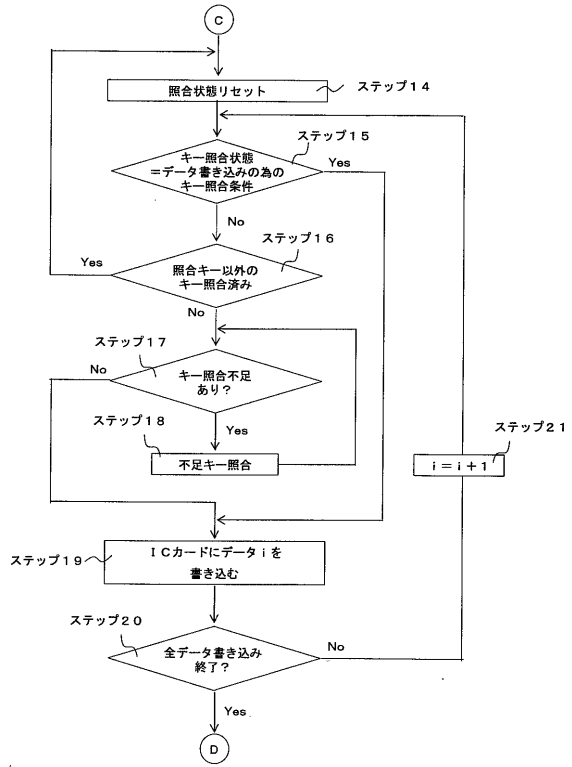 C
照合状態リセット
ステップ14
ステップ15
キー照合状態
＝データ書き込みの為の
キー照合条件
Yes
No
ステップ16
Yes
照合キー以外の
キー照合済み
No
ステップ17
No
キー照合不足
あり？
ステップ18
Yes
不足キー照合
ステップ21
i＝i＋1
ステップ19
ICカードにデータiを
書き込む
ステップ20
全データ書き込み
終了？
No
Yes
D